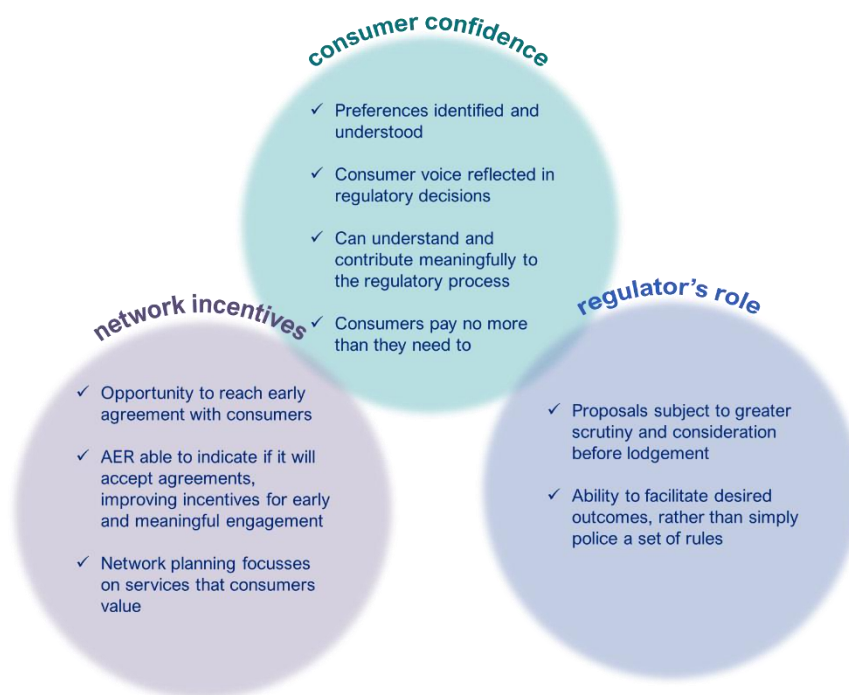 consumer confidence
✓ Preferences identified and
understood
✓ Consumer voice reflected in
regulatory decisions
✓ Can understand and
contribute meaningfully to
the regulatory process
✓ Consumers pay no more
than they need to
network incentives
✓ Opportunity to reach early
agreement with consumers
✓ AER able to indicate if it will
accept agreements,
improving incentives for early
and meaningful engagement
✓ Network planning focusses
on services that consumers
value
regulator's role
✓ Proposals subject to greater
scrutiny and consideration
before lodgement
✓ Ability to facilitate desired
outcomes, rather than simply
police a set of rules